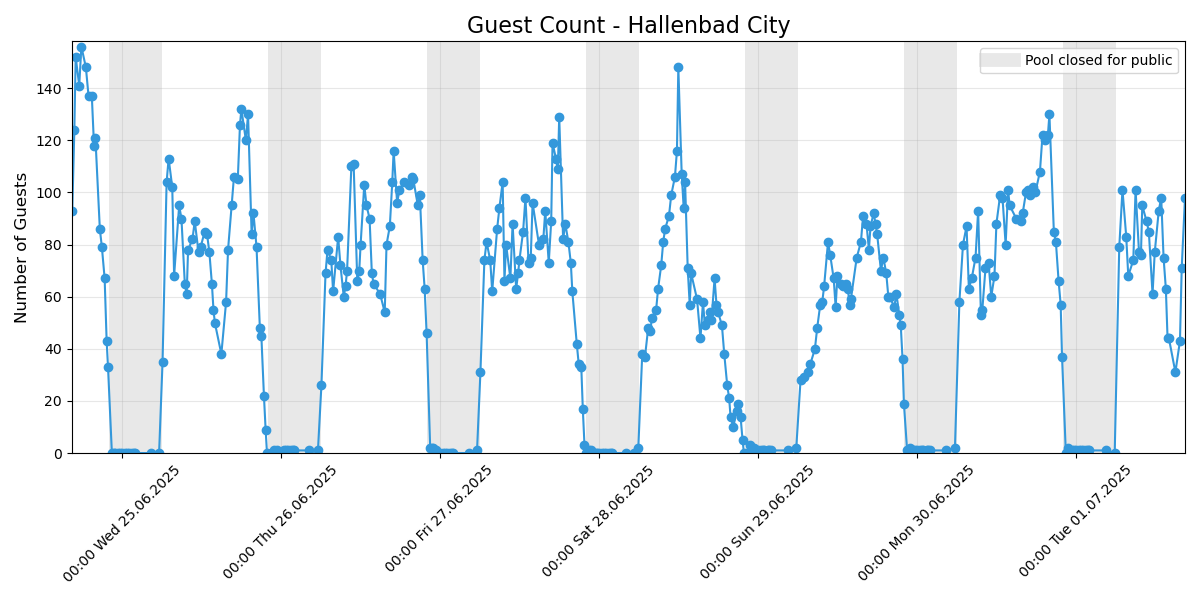 Guest Count - Hallenbad City
Pool closed for public
Number of Guests
140
120
100
80
60
40
20
0
00:00 Wed 25.06.2025
00:00 Thu 26.06.2025
00:00 Fri 27.06.2025
00:00 Sat 28.06.2025
00:00 Sun 29.06.2025
00:00 Mon 30.06.2025
00:00 Tue 01.07.2025